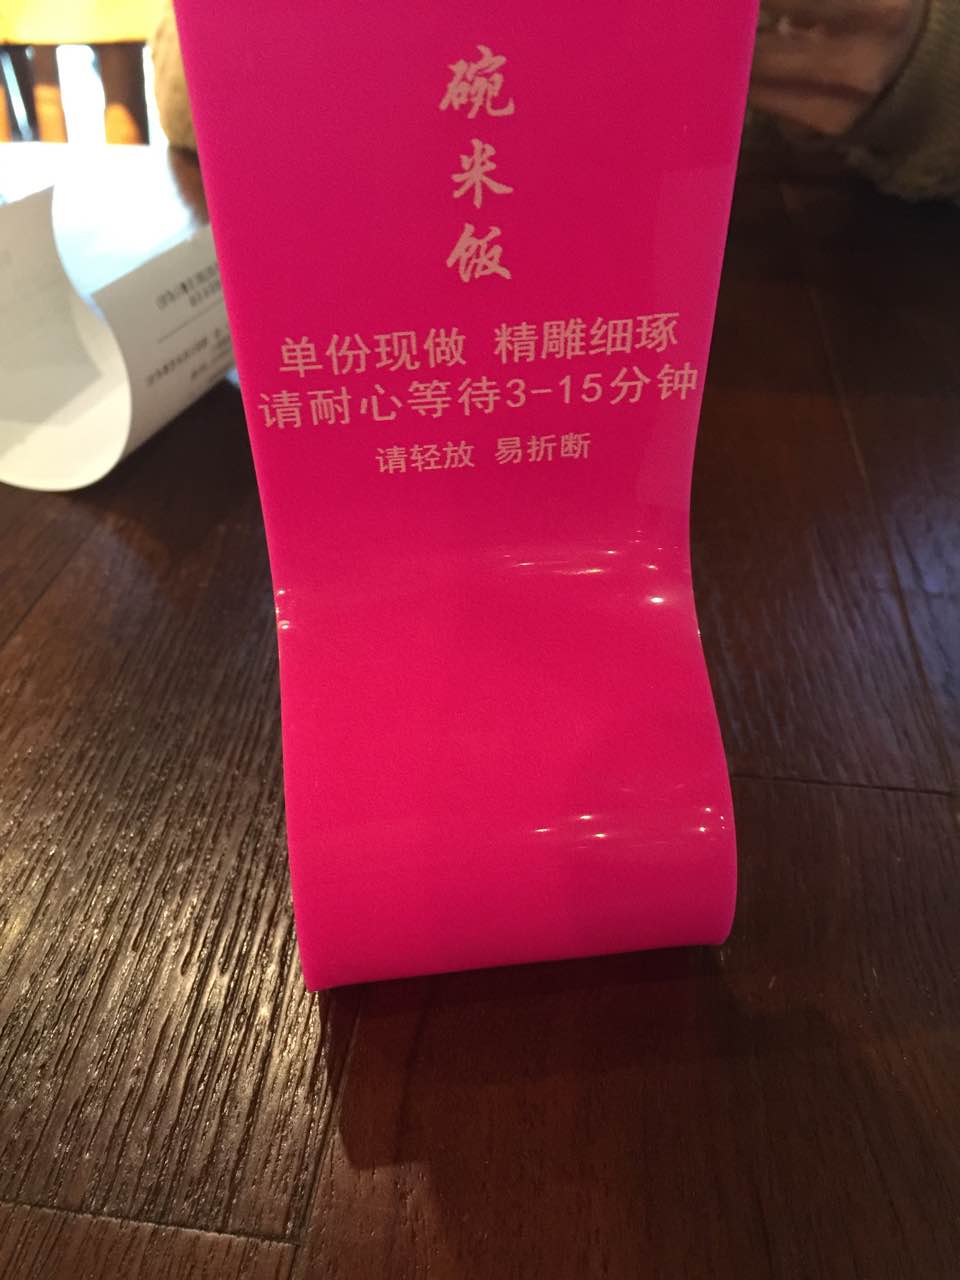 碗米饭
单份现做 精雕细琢
请耐心等待3-15分钟
请轻放 易折断